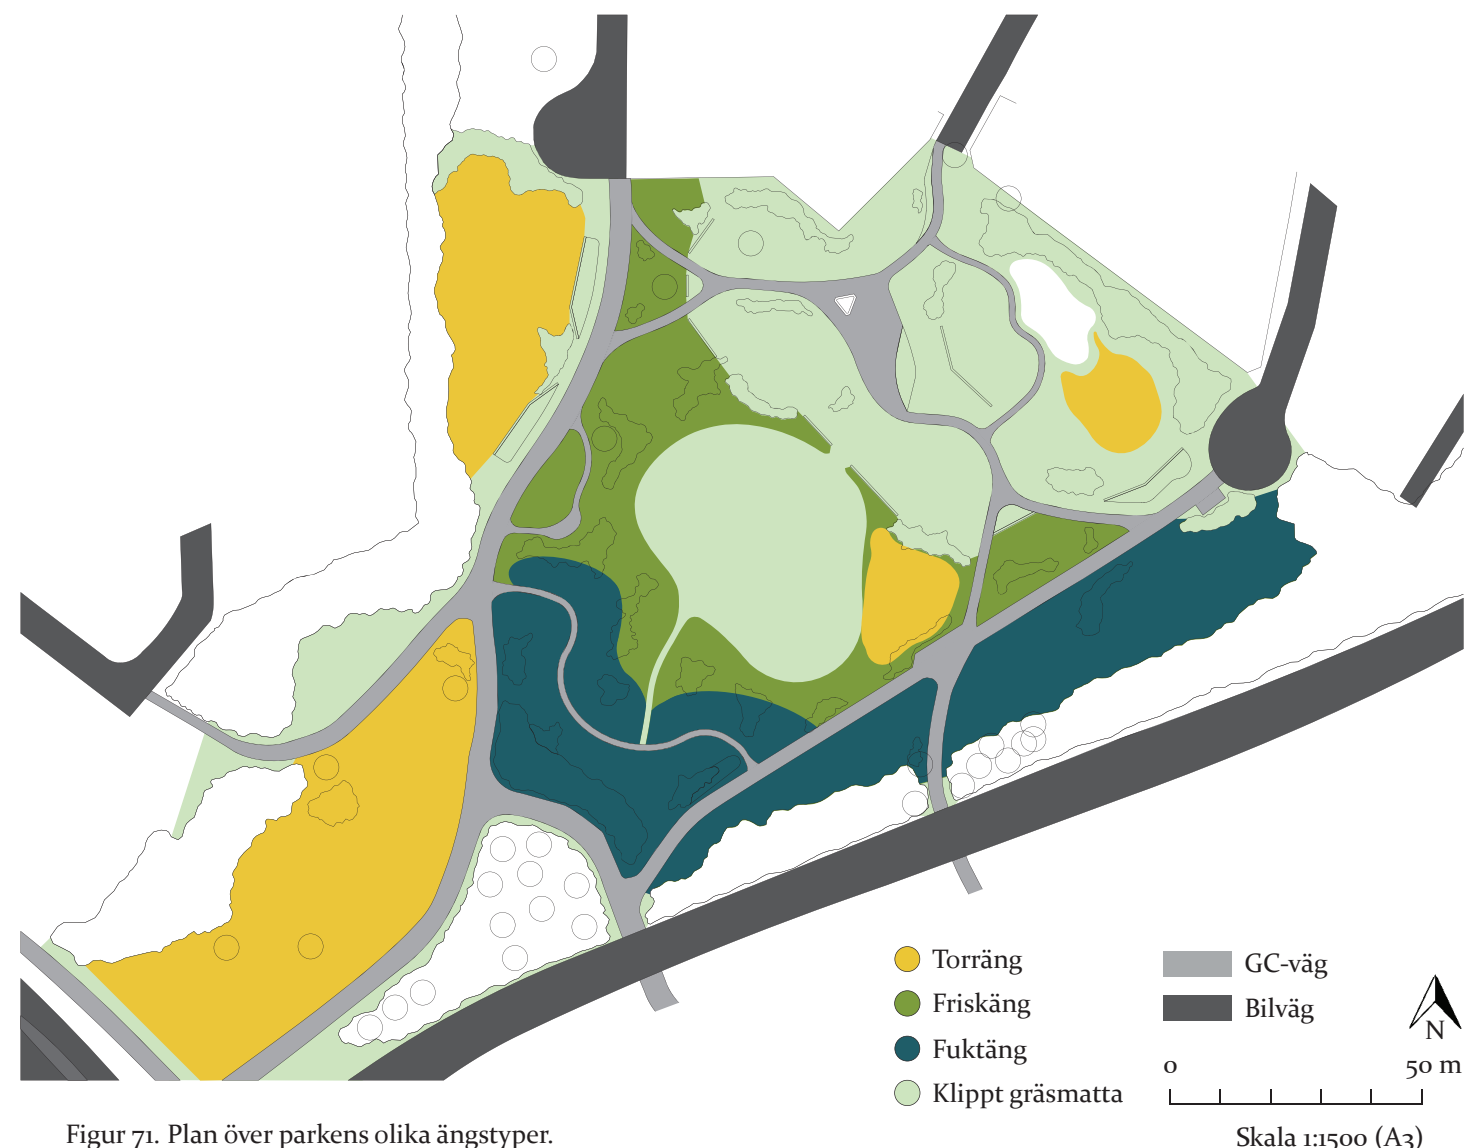 Torräng
Friskäng
Fuktäng
Klippt gräsmatta
GC-väg
Bilväg
N
0 50 m
Skala 1:1500 (A3)
Figur 71. Plan över parkens olika ängstyper.